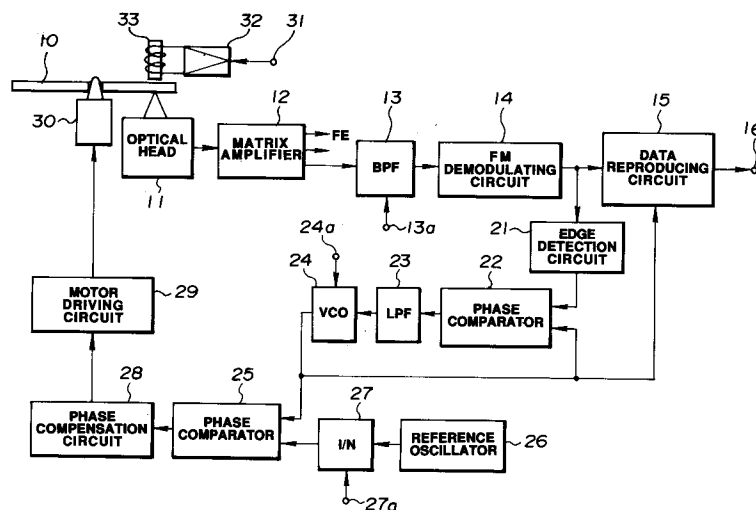 33
32
31
10
30
OPTICAL
HEAD
11
12
MATRIX
AMPLIFIER
FE
13
BPF
13a
14
FM
DEMODULATING
CIRCUIT
15
DATA
REPRODUCING
CIRCUIT
16
21
EDGE
DETECTION
CIRCUIT
24a
24
VCO
23
LPF
22
PHASE
COMPARATOR
MOTOR
DRIVING
CIRCUIT
29
28
PHASE
COMPENSATION
CIRCUIT
25
PHASE
COMPARATOR
27
I/N
27a
REFERENCE
OSCILLATOR
26